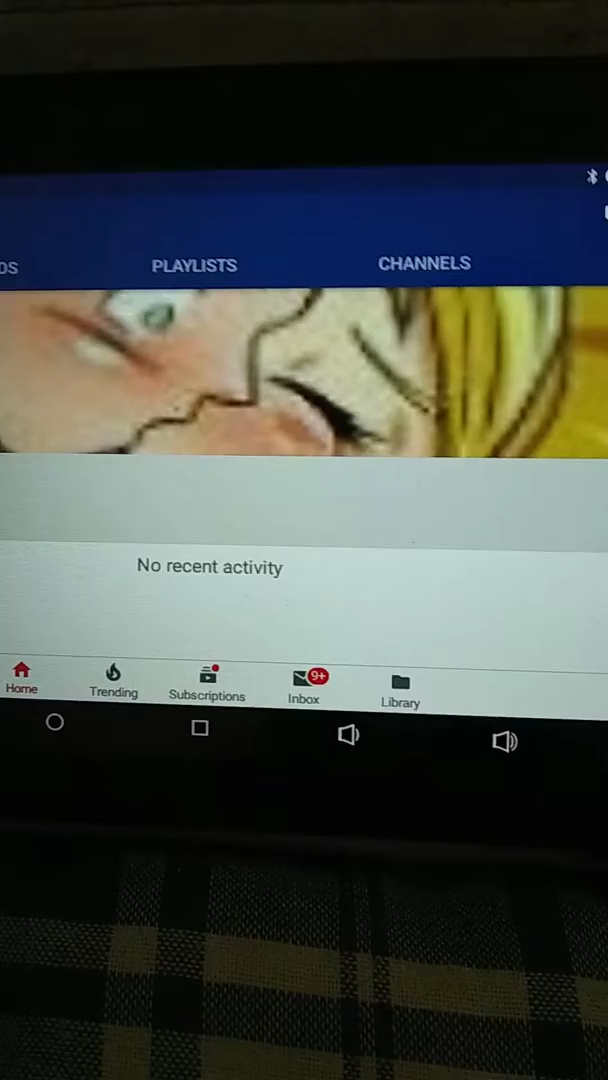 PLAYLISTS CHANNELS
No recent activity
9+
Home Trending Subscriptions Inbox Library